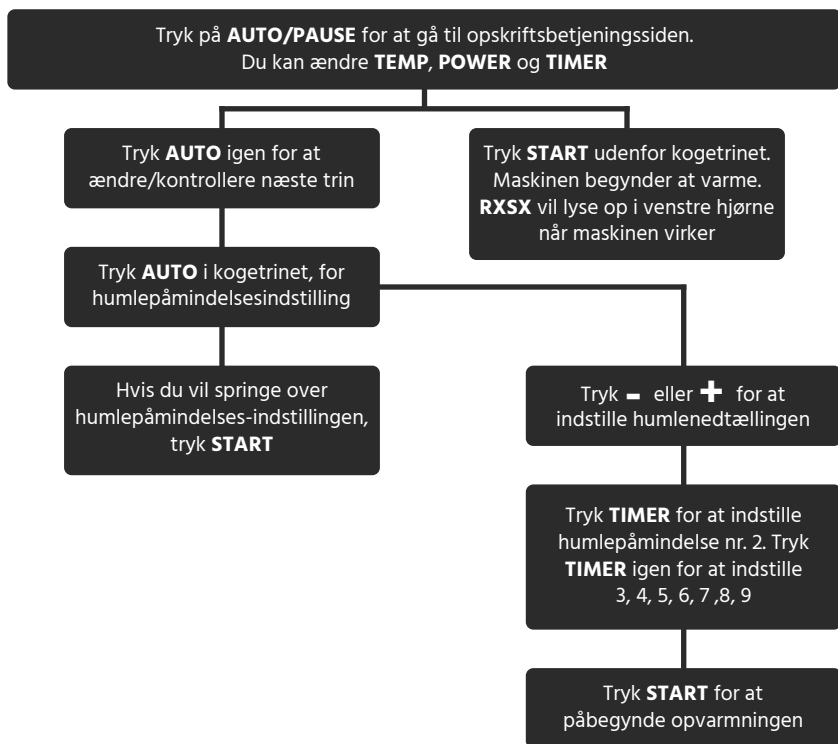 Tryk på AUTO/PAUSE for at gå til opskriftsbetjeningssiden.
Du kan ændre TEMP, POWER og TIMER
Tryk AUTO igen for at
ændre/kontrollere næste trin
Tryk START udenfor kogetrinet.
Maskinen begynder at varme.
RXSX vil lyse op i venstre hjørne
når maskinen virker
Tryk AUTO i kogetrinet, for
humlepåmindelsesindstilling
Hvis du vil springe over
humlepåmindelses-indstillingen,
tryk START
Tryk - eller + for at
indstille humlenedtællingen
Tryk TIMER for at indstille
humlepåmindelse nr. 2. Tryk
TIMER igen for at indstille
3, 4, 5, 6, 7 ,8, 9
Tryk START for at
påbegynde opvarmningen